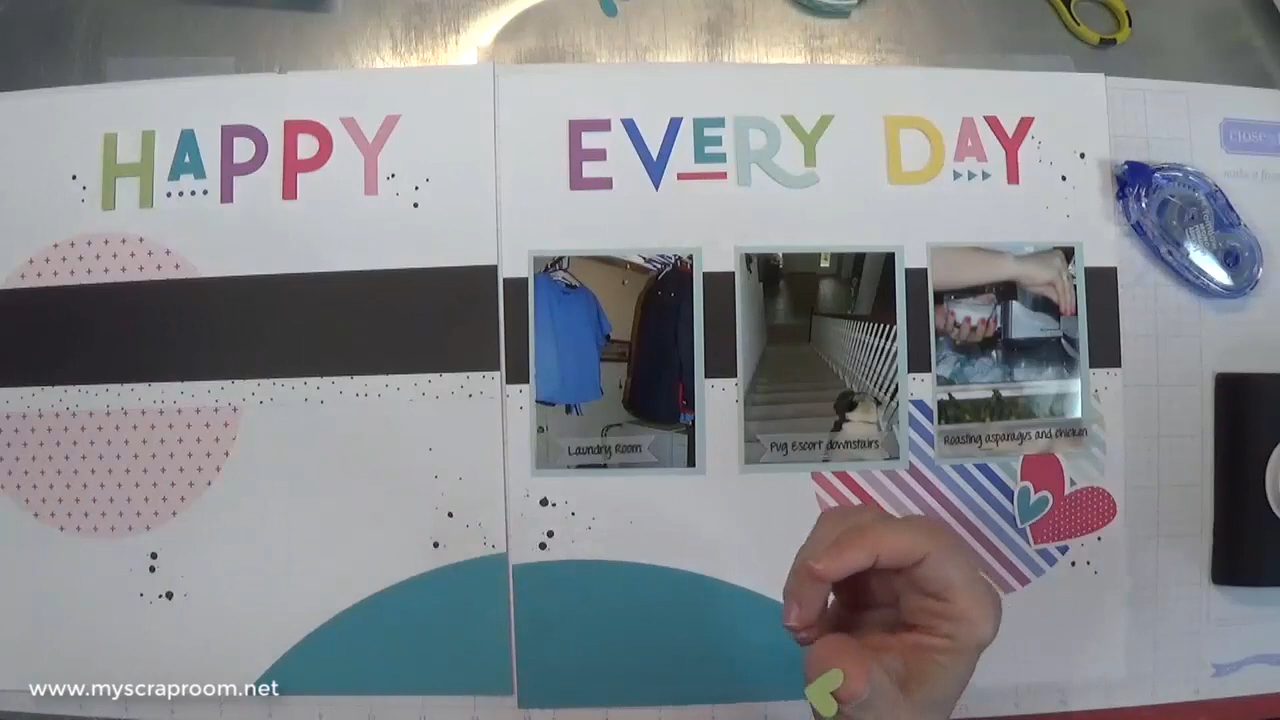 HAPPY
EVERY DAY
Laundry Room
Pug Escort downstairs
Roasting asparagus and chicken
www.myscraproom.net